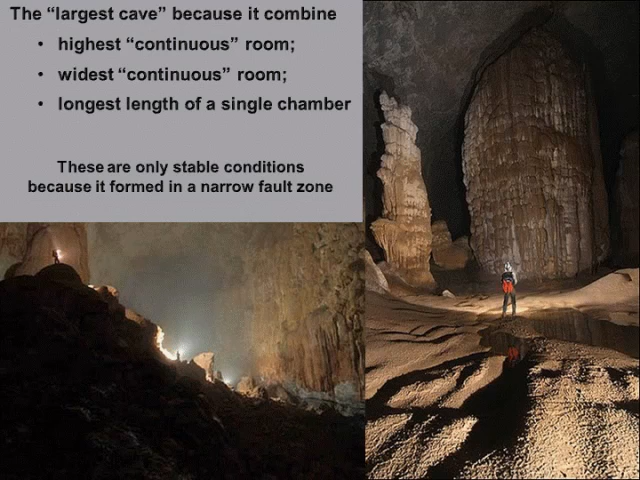 The “largest cave” because it combine
• highest “continuous” room;
• widest “continuous” room;
• longest length of a single chamber
These are only stable conditions
because it formed in a narrow fault zone